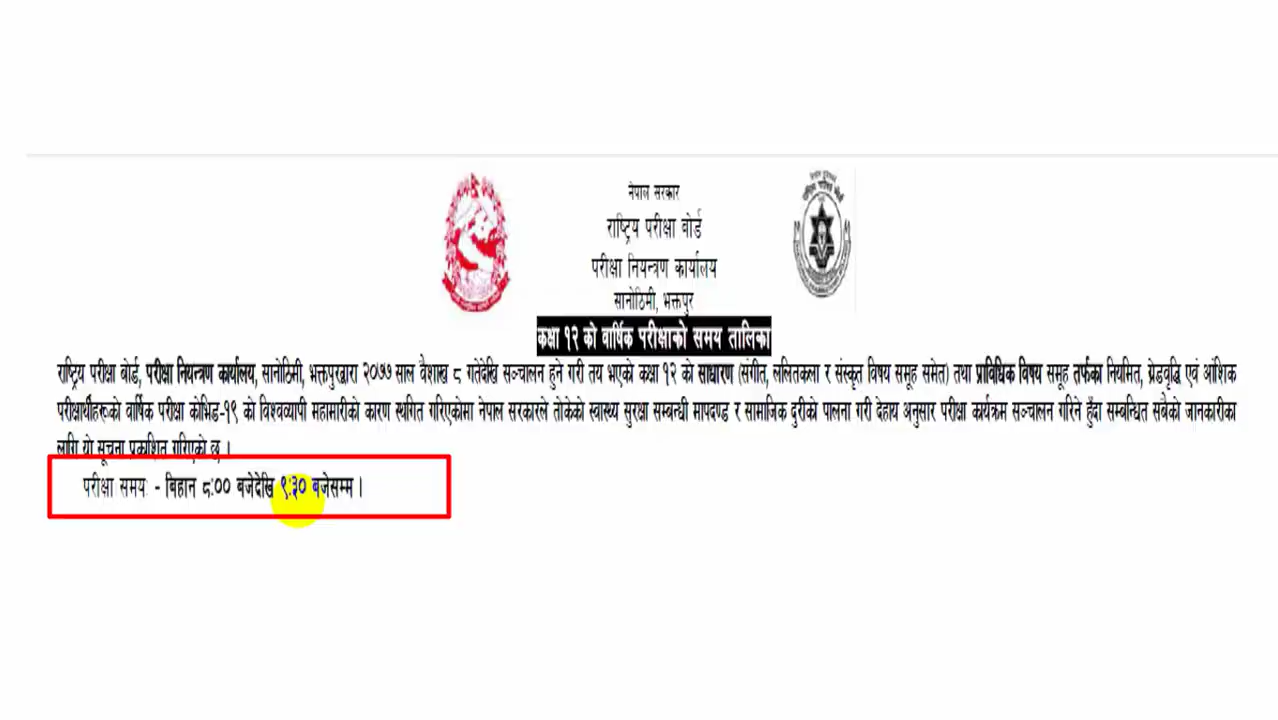 नेपाल सरकार
राष्ट्रिय परीक्षा बोर्ड
परीक्षा नियन्त्रण कार्यालय
सानोठिमी, भक्तपुर
कक्षा १२ को वार्षिक परीक्षाको समय तालिका
राष्ट्रिय परीक्षा बोर्ड, परीक्षा नियन्त्रण कार्यालय, सानोठिमी, भक्तपुरद्वारा २०७७ साल वैशाख ८ गतेदेखि सञ्चालन हुने गरी तय भएको कक्षा १२ को साधारण (संगीत, ललितकला र संस्कृत विषय समूह समेत) तथा प्राविधिक विषय समूह तर्फका नियमित, ग्रेडवृद्धि एवं आंशिक
परीक्षार्थीहरूको वार्षिक परीक्षा कोभिड-१९ को विश्वव्यापी महामारीको कारण स्थगित गरिएकोमा नेपाल सरकारले तोकेको स्वास्थ्य सुरक्षा सम्बन्धी मापदण्ड र सामाजिक दुरीको पालना गरी देहाय अनुसार परीक्षा कार्यक्रम सञ्चालन गरिने हुँदा सम्बन्धित सबैको जानकारीका
लागि यो सूचना प्रकाशित गरिएको छ ।
परीक्षा समयः - बिहान ८:०० बजेदेखि ९:३० बजेसम्म ।